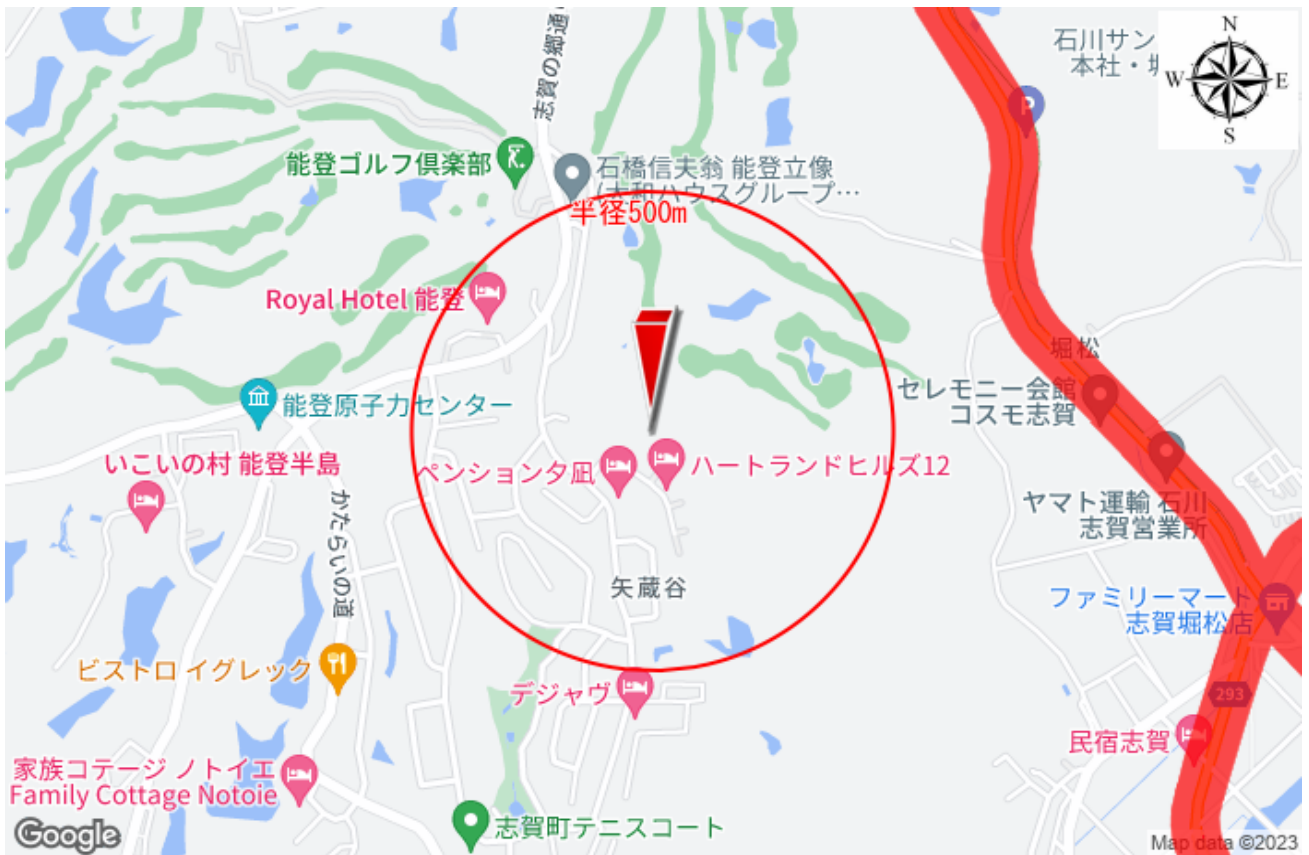 N
W
E
S
石川サン
本社・
志賀の郷通り
能登ゴルフ倶楽部
石橋信夫翁 能登立像
(大和ハウスグループ…
半径500m
P
Royal Hotel 能登
堀松
能登原子力センター
セレモニー会館
コスモ志賀
いこいの村 能登半島
ペンション夕凪
ハートランドヒルズ12
ヤマト運輸 石川
志賀営業所
かたらいの道
矢蔵谷
ファミリーマート
志賀堀松店
ビストロ イグレック
デジャヴ
293
民宿志賀
家族コテージ ノトイエ
Family Cottage Notoie
志賀町テニスコート
Google
Map data ©2023